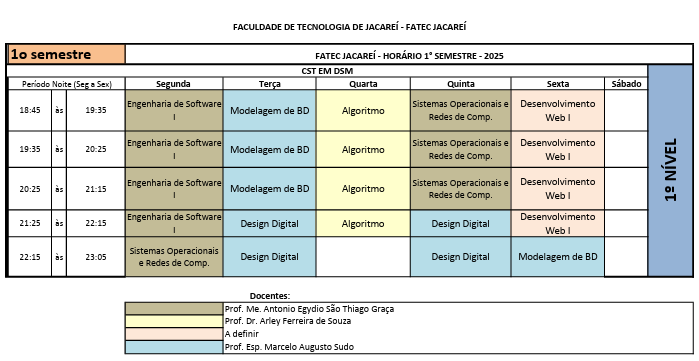 FACULDADE DE TECNOLOGIA DE JACAREÍ - FATEC JACAREÍ
1o semestre
FATEC JACAREÍ - HORÁRIO 1° SEMESTRE - 2025
CST EM DSM
Período Noite (Seg a Sex) Segunda Terça Quarta Quinta Sexta Sábado
18:45 às 19:35 Engenharia de Software I Modelagem de BD Algoritmo Sistemas Operacionais e Redes de Comp. Desenvolvimento Web I
19:35 às 20:25 Engenharia de Software I Modelagem de BD Algoritmo Sistemas Operacionais e Redes de Comp. Desenvolvimento Web I
20:25 às 21:15 Engenharia de Software I Modelagem de BD Algoritmo Sistemas Operacionais e Redes de Comp. Desenvolvimento Web I
21:25 às 22:15 Engenharia de Software I Design Digital Algoritmo Design Digital Desenvolvimento Web I
22:15 às 23:05 Sistemas Operacionais e Redes de Comp. Design Digital Design Digital Modelagem de BD
1º NÍVEL
Docentes:
Prof. Me. Antonio Egydio São Thiago Graça
Prof. Dr. Arley Ferreira de Souza
A definir
Prof. Esp. Marcelo Augusto Sudo